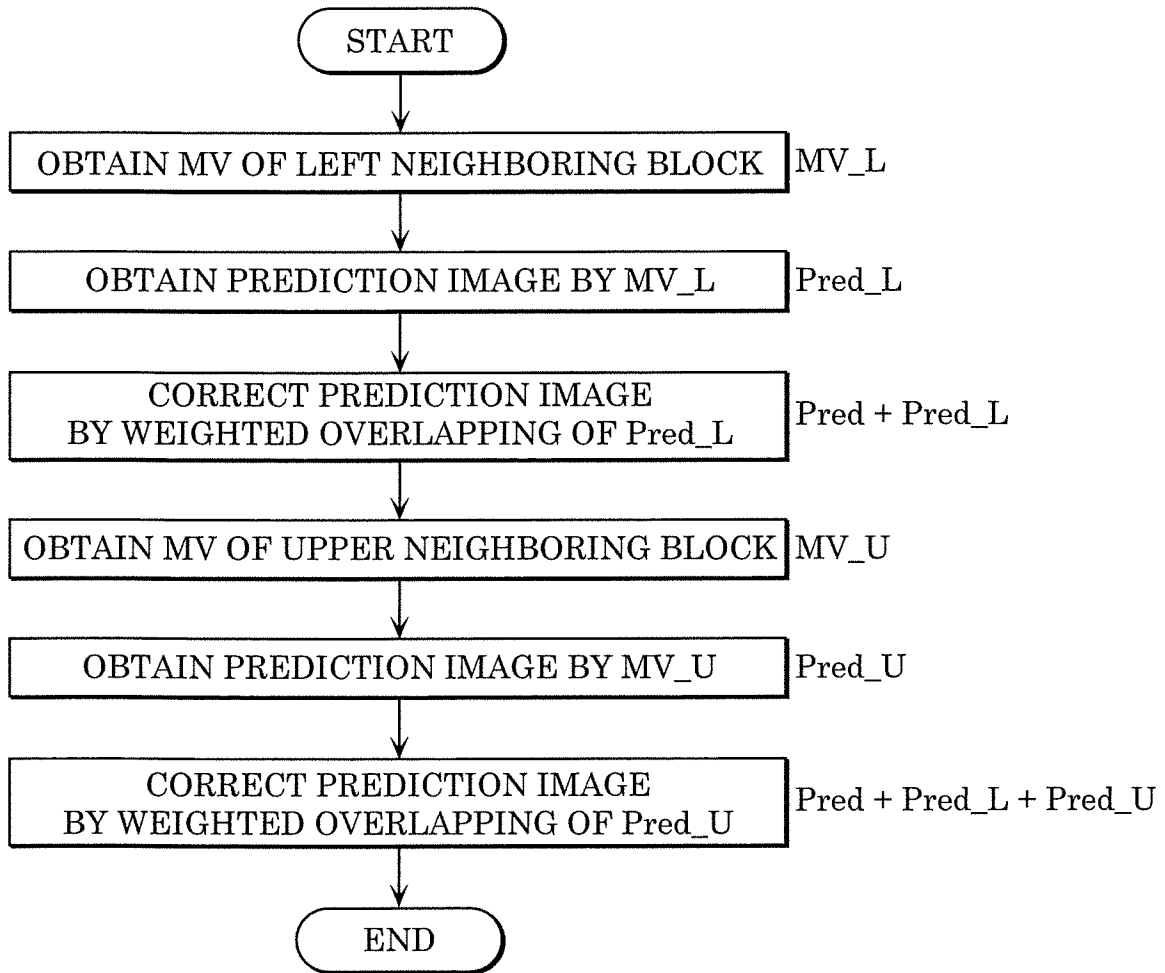 START
OBTAIN MV OF LEFT NEIGHBORING BLOCK MV_L
OBTAIN PREDICTION IMAGE BY MV_L Pred_L
CORRECT PREDICTION IMAGE
BY WEIGHTED OVERLAPPING OF Pred_L
Pred + Pred_L
OBTAIN MV OF UPPER NEIGHBORING BLOCK MV_U
OBTAIN PREDICTION IMAGE BY MV_U Pred_U
CORRECT PREDICTION IMAGE
BY WEIGHTED OVERLAPPING OF Pred_U
Pred + Pred_L + Pred_U
END